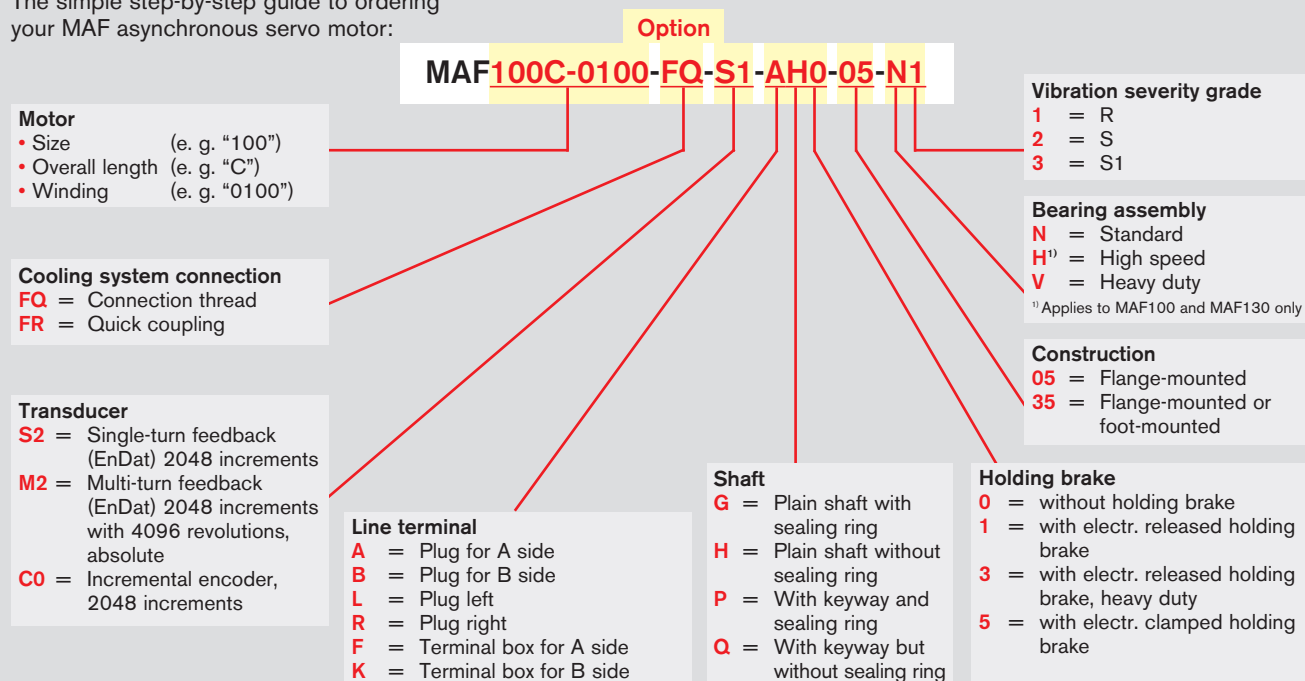 The simple step-by-step guide to ordering
your MAF asynchronous servo motor:
Option
MAF100C-0100-FQ-S1-AH0-05-N1
Motor
• Size (e. g. “100”)
• Overall length (e. g. “C”)
• Winding (e. g. “0100”)
Cooling system connection
FQ = Connection thread
FR = Quick coupling
Transducer
S2 = Single-turn feedback
(EnDat) 2048 increments
M2 = Multi-turn feedback
(EnDat) 2048 increments
with 4096 revolutions,
absolute
C0 = Incremental encoder,
2048 increments
Line terminal
A = Plug for A side
B = Plug for B side
L = Plug left
R = Plug right
F = Terminal box for A side
K = Terminal box for B side
Shaft
G = Plain shaft with
sealing ring
H = Plain shaft without
sealing ring
P = With keyway and
sealing ring
Q = With keyway but
without sealing ring
Holding brake
0 = without holding brake
1 = with electr. released holding
brake
3 = with electr. released holding
brake, heavy duty
5 = with electr. clamped holding
brake
Construction
05 = Flange-mounted
35 = Flange-mounted or
foot-mounted
Bearing assembly
N = Standard
H¹⁾ = High speed
V = Heavy duty
¹⁾ Applies to MAF100 and MAF130 only
Vibration severity grade
1 = R
2 = S
3 = S1